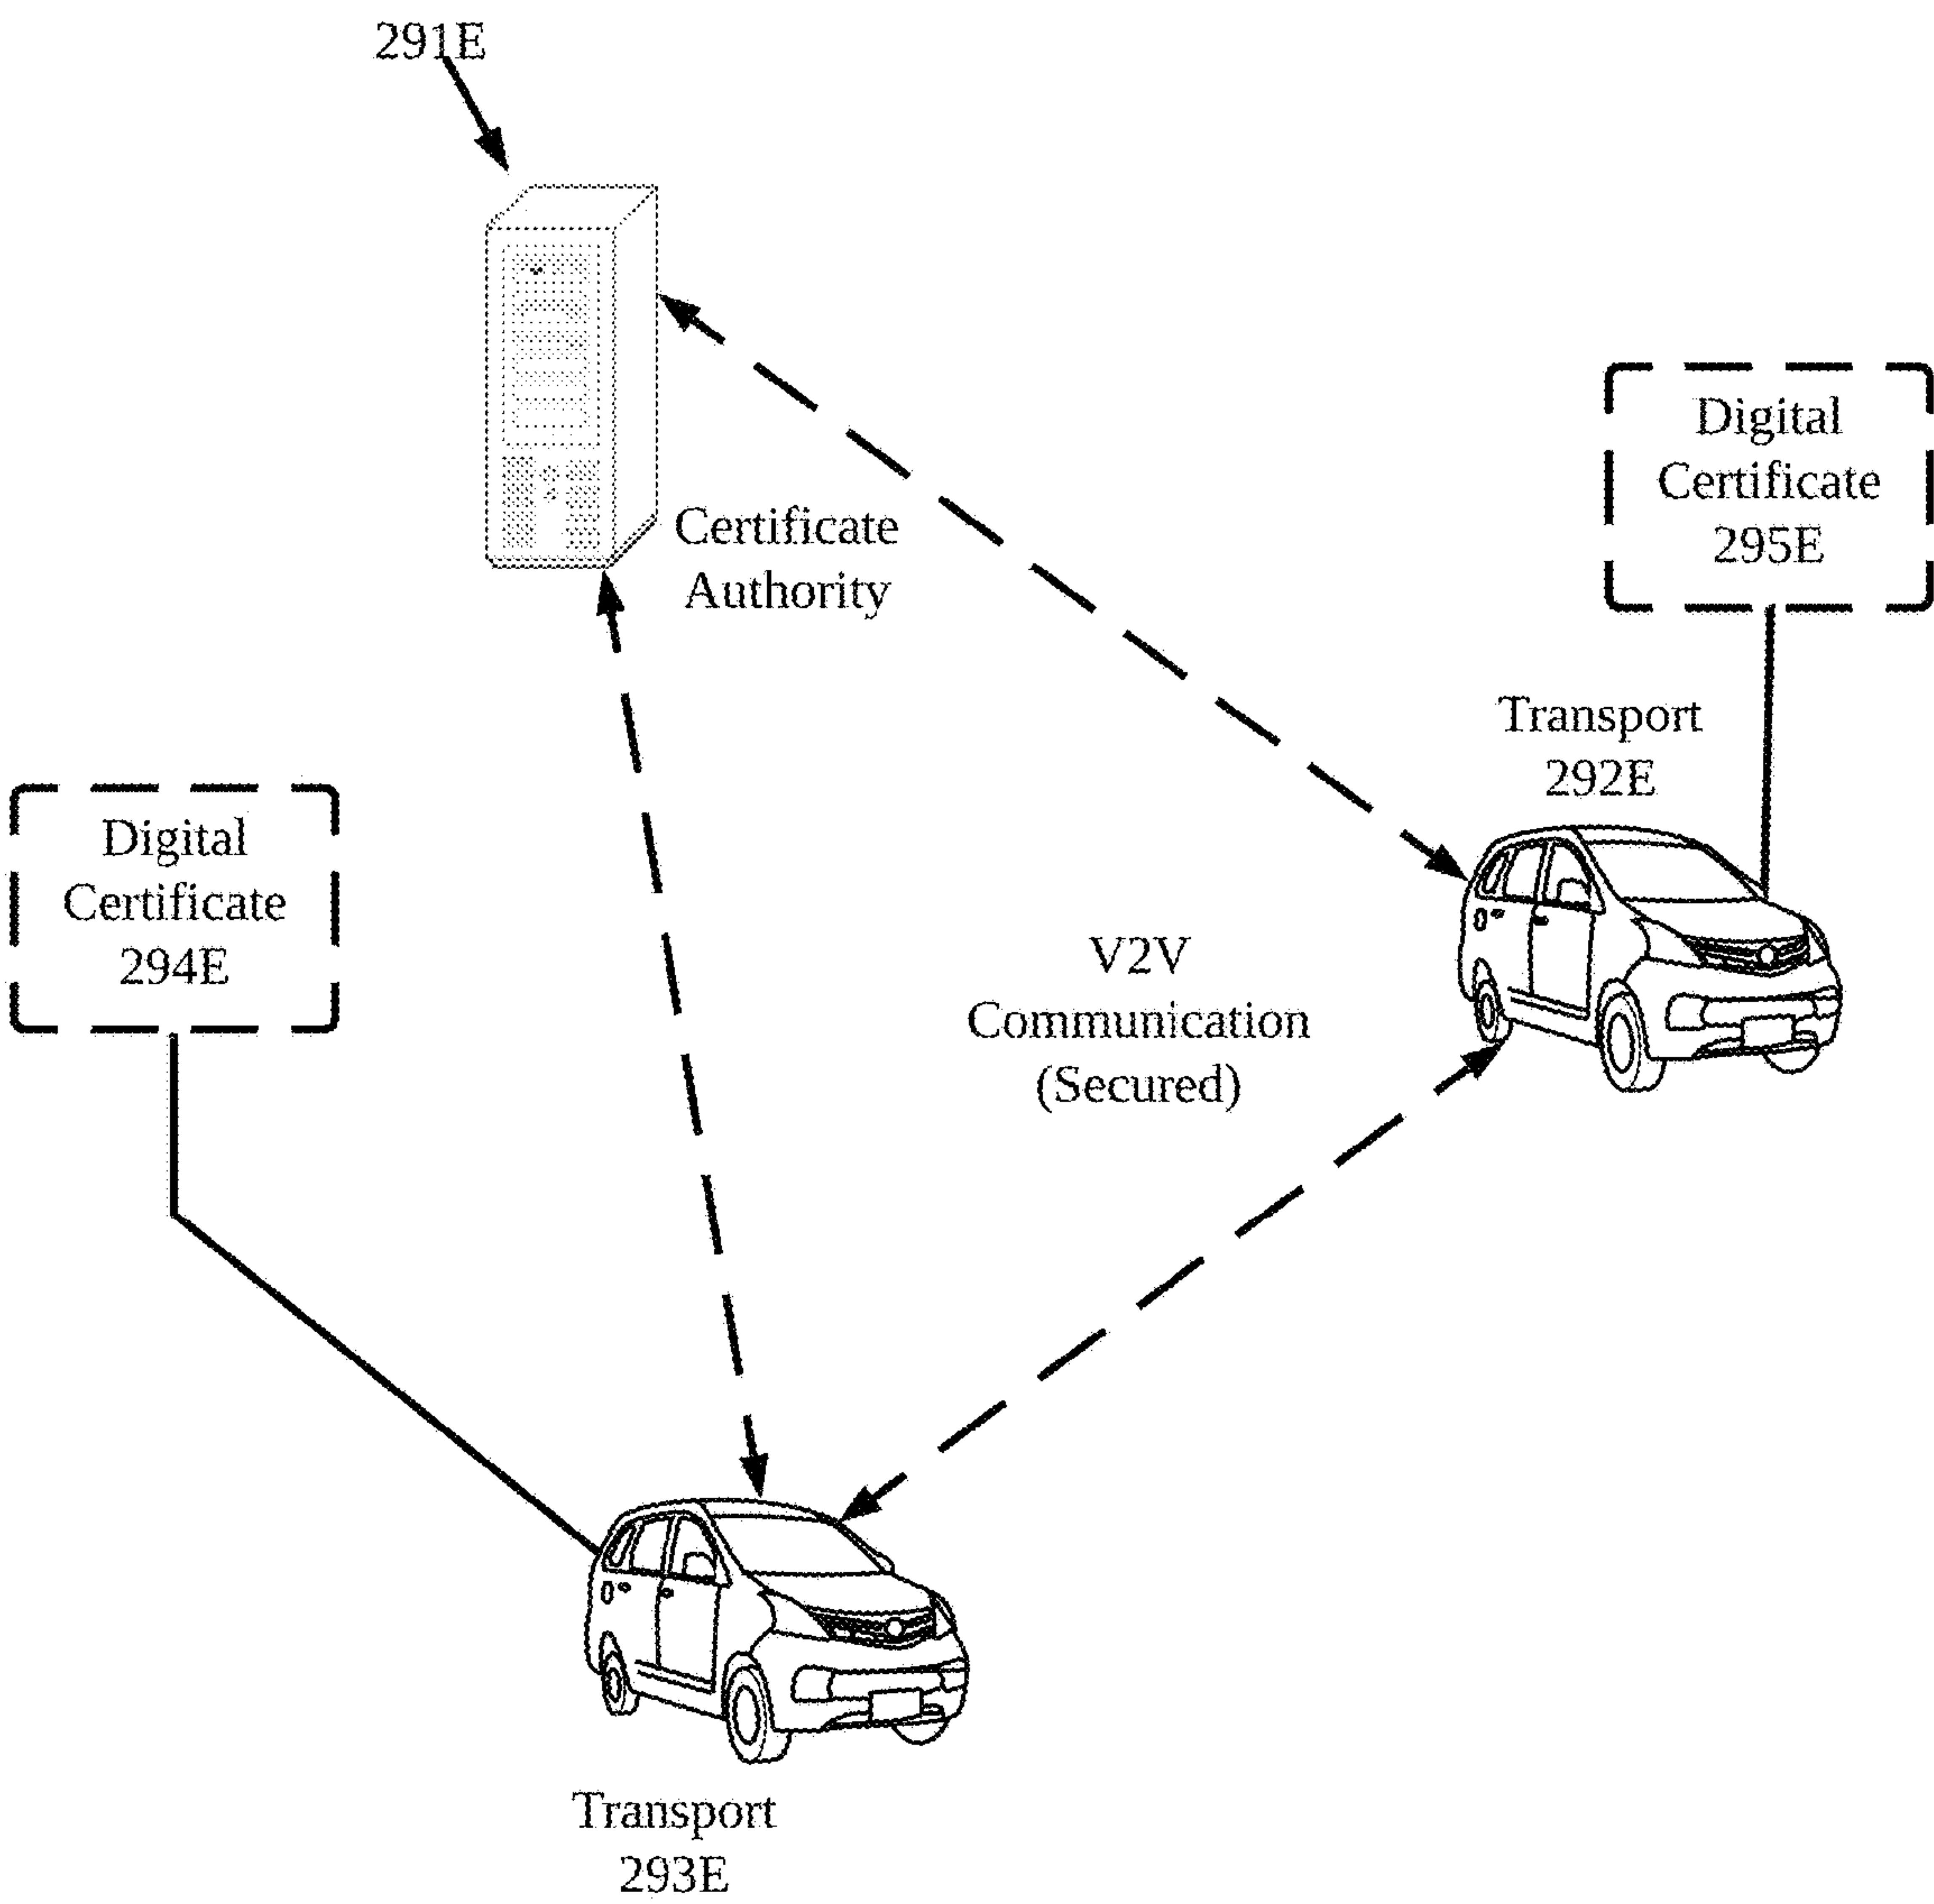 291E
Certificate
Authority
Digital
Certificate
295E
Transport
292E
Digital
Certificate
294E
V2V
Communication
(Secured)
Transport
293E